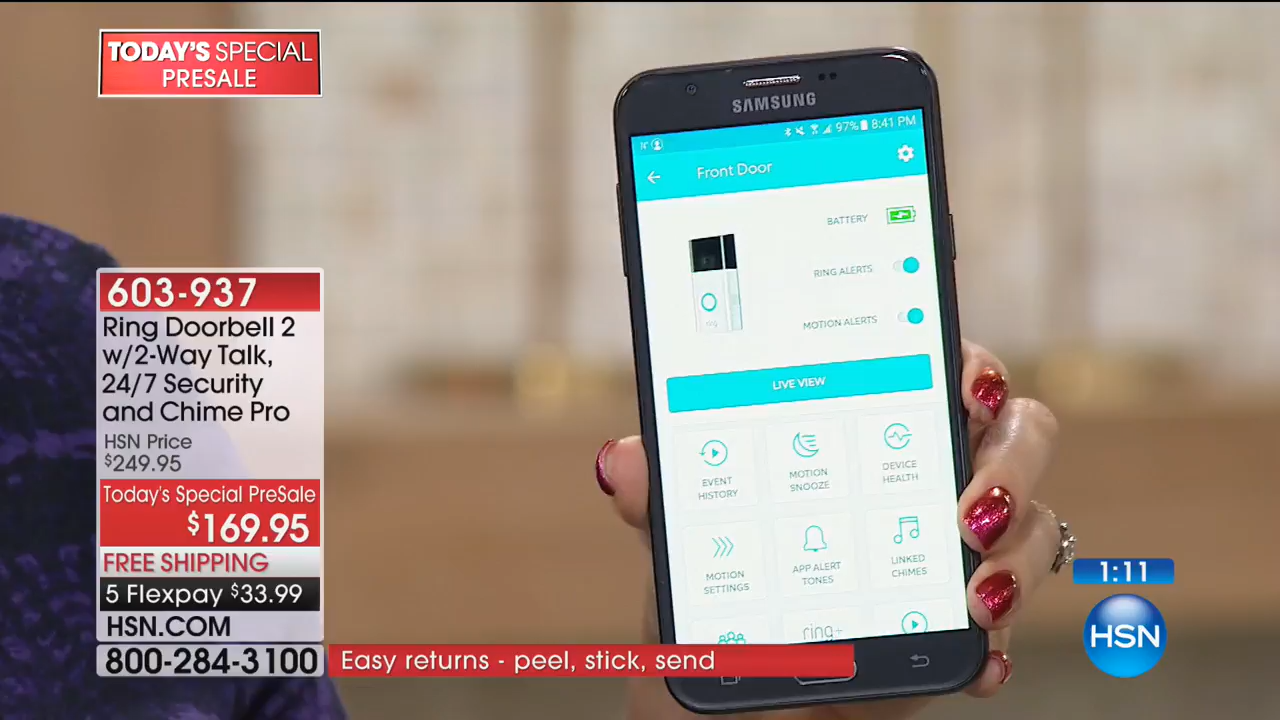 TODAY'S SPECIAL
PRESALE
603-937
Ring Doorbell 2
w/2-Way Talk,
24/7 Security
and Chime Pro
HSN Price
$249.95
Today's Special PreSale
$169.95
FREE SHIPPING
5 Flexpay $33.99
HSN.COM
800-284-3100
Easy returns - peel, stick, send
SAMSUNG
97% 8:41 PM
Front Door
BATTERY
RING ALERTS
MOTION ALERTS
ring
LIVE VIEW
EVENT
HISTORY
MOTION
SNOOZE
DEVICE
HEALTH
MOTION
SETTINGS
APP ALERT
TONES
LINKED
CHIMES
ring+
1:11
HSN